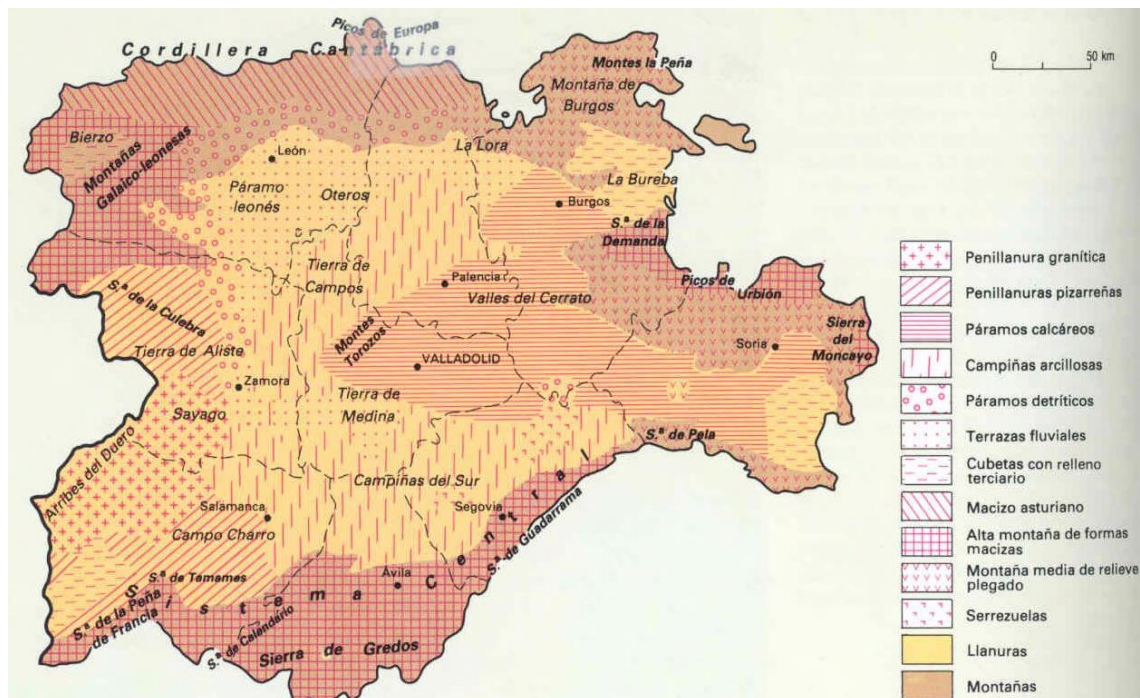 Picos de Europa
Cordillera Cantábrica
Montes la Peña
Montaña de
Burgos
0 50 km
Bierzo
Montañas
Galaico-leonesas
León
La Lora
La Bureba
Páramo
leonés
Oteros
Burgos
S.ª de la
Demanda
Tierra de
Campos
Palencia
Valles del Cerrato
Picos de
Urbión
S.ª de la Culebra
Montes
Torozos
Soria
Sierra
del
Moncayo
Tierra de Aliste
VALLADOLID
Zamora
Tierra de
Medina
Sayago
S.ª de Pela
Arribes del Duero
Campiñas del Sur
Salamanca
Segovia
Campo Charro
S.ª de Guadarrama
S.ª de Tamames
Ávila
Sistema Central
S.ª de la Peña
de Francia
S.ª de Calendário
Sierra de Gredos
Penillanura granítica
Penillanuras pizarreñas
Páramos calcáreos
Campiñas arcillosas
Páramos detríticos
Terrazas fluviales
Cubetas con relleno
terciario
Macizo asturiano
Alta montaña de formas
macizas
Montaña media de relieve
plegado
Serrezuelas
Llanuras
Montañas